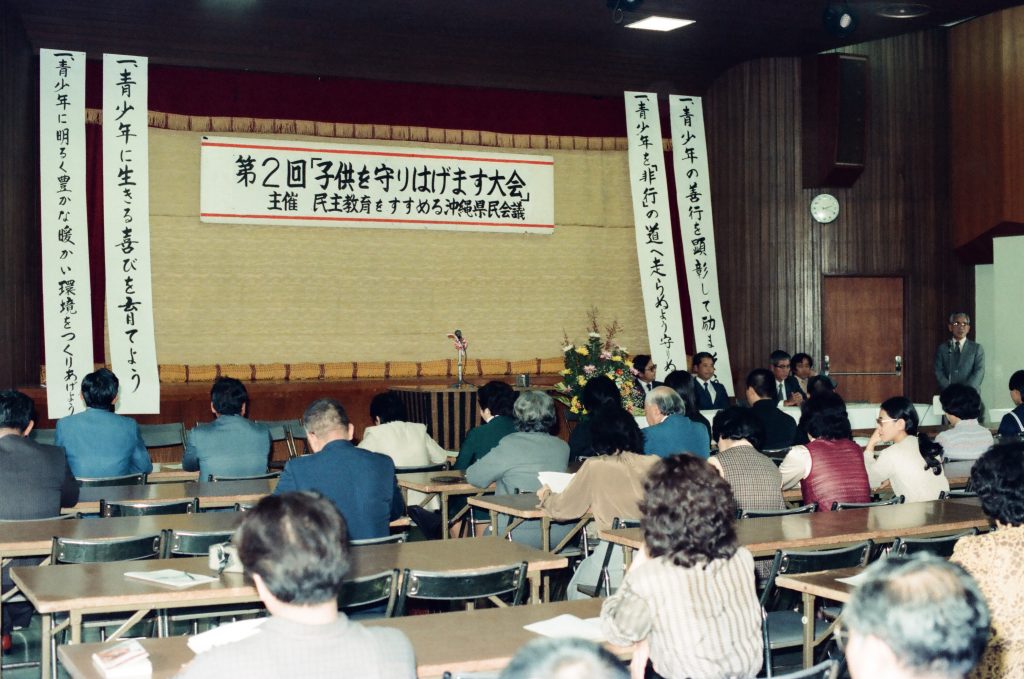 一、青少年に明るく豊かな暖かい環境をつくりあげよう
一、青少年に生きる喜びを育てよう
第2回「子供を守りはげます大会」
主催 民主教育をすすめる沖縄県民会議
一、青少年を「非行」の道へ走らめよう守り
一、青少年の善行を顕彰して励ま